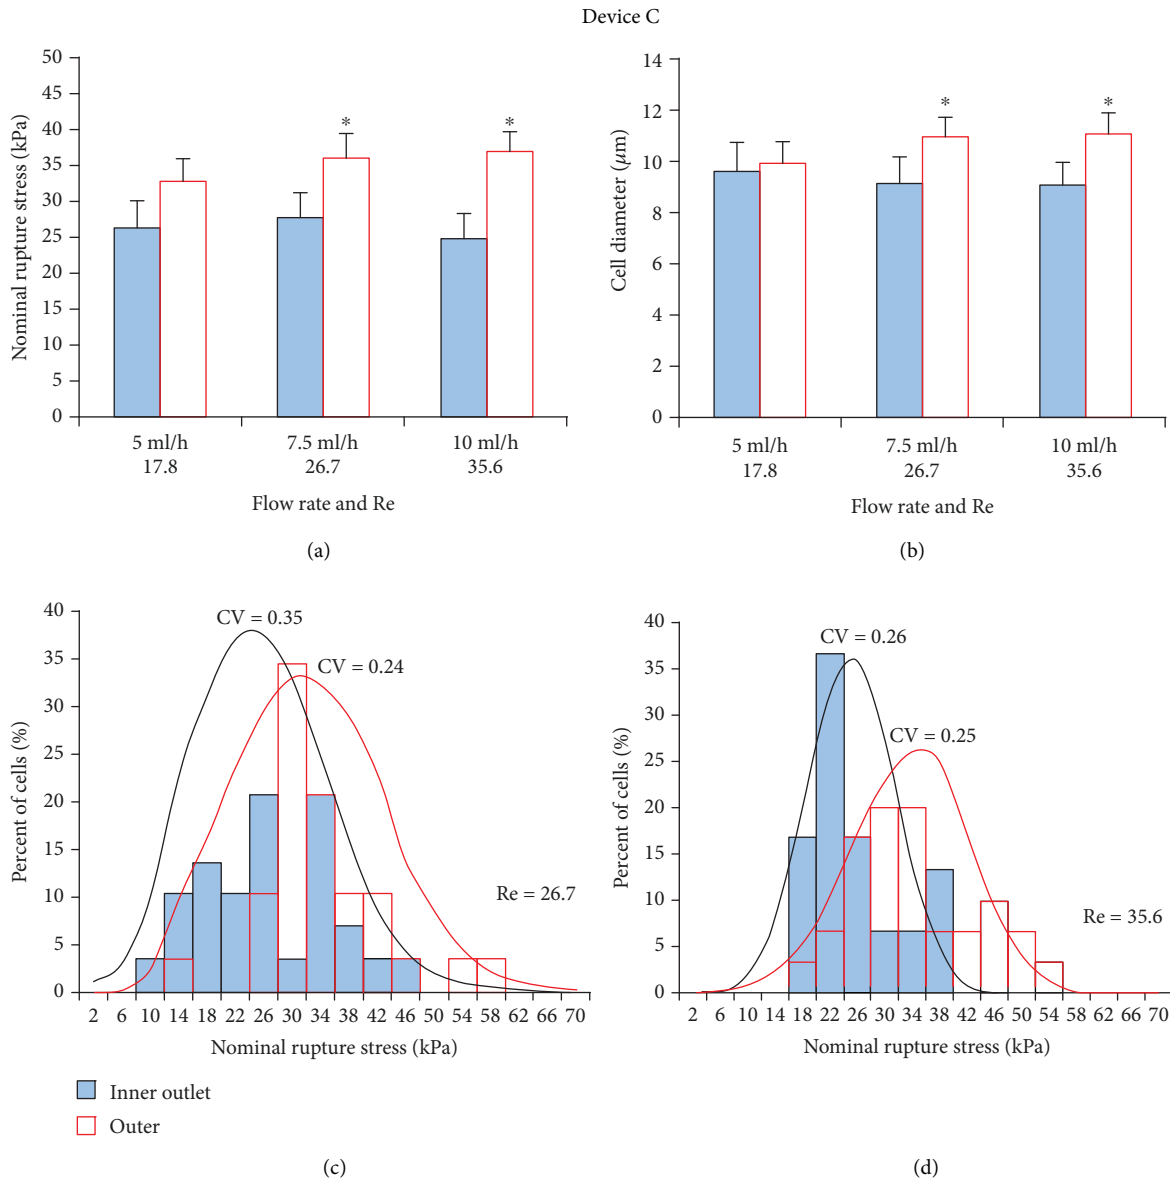 Device C
Nominal rupture stress (kPa)
50
45
40
35
30
25
20
15
10
5
0
* *
5 ml/h 7.5 ml/h 10 ml/h
17.8 26.7 35.6
Flow rate and Re
(a)
Cell diameter (μm)
14
12
10
8
6
4
2
0
* *
5 ml/h 7.5 ml/h 10 ml/h
17.8 26.7 35.6
Flow rate and Re
(b)
Percent of cells (%)
40
35
30
25
20
15
10
5
0
CV = 0.35
CV = 0.24
Re = 26.7
2 6 10 14 18 22 26 30 34 38 42 46 50 54 58 62 66 70
Nominal rupture stress (kPa)
Inner outlet
Outer
(c)
Percent of cells (%)
40
35
30
25
20
15
10
5
0
CV = 0.26
CV = 0.25
Re = 35.6
2 6 10 14 18 22 26 30 34 38 42 46 50 54 58 62 66 70
Nominal rupture stress (kPa)
(d)